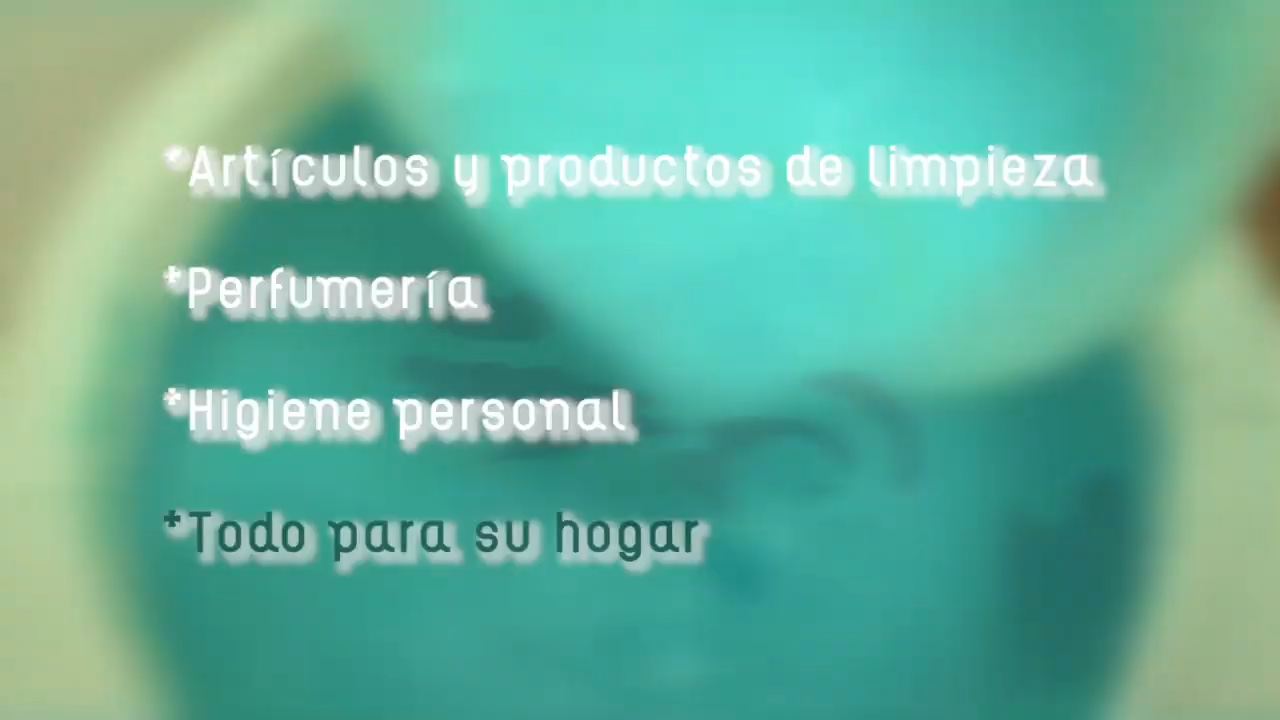 *Artículos y productos de limpieza
*Perfumería
*Higiene personal
*Todo para su hogar